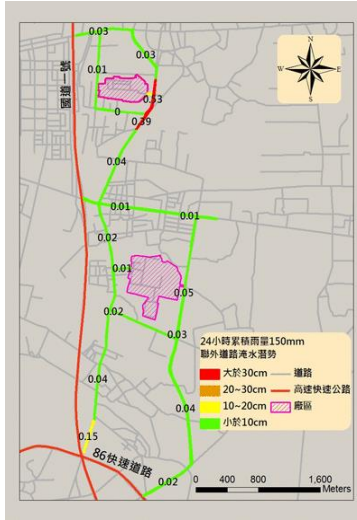 0.03
N
W
E
S
0.03
國道一號
0.01
0.53
0
0.39
0.04
0.01
0.01
0.02
0.01
0.05
0.02
0.03
24小時累積雨量150mm
聯外道路淹水潛勢
大於30cm
道路
20~30cm
高速快速公路
10~20cm
廠區
小於10cm
0.04
0.04
0.15
86快速道路
0.02
0 400 800 1,600
Meters